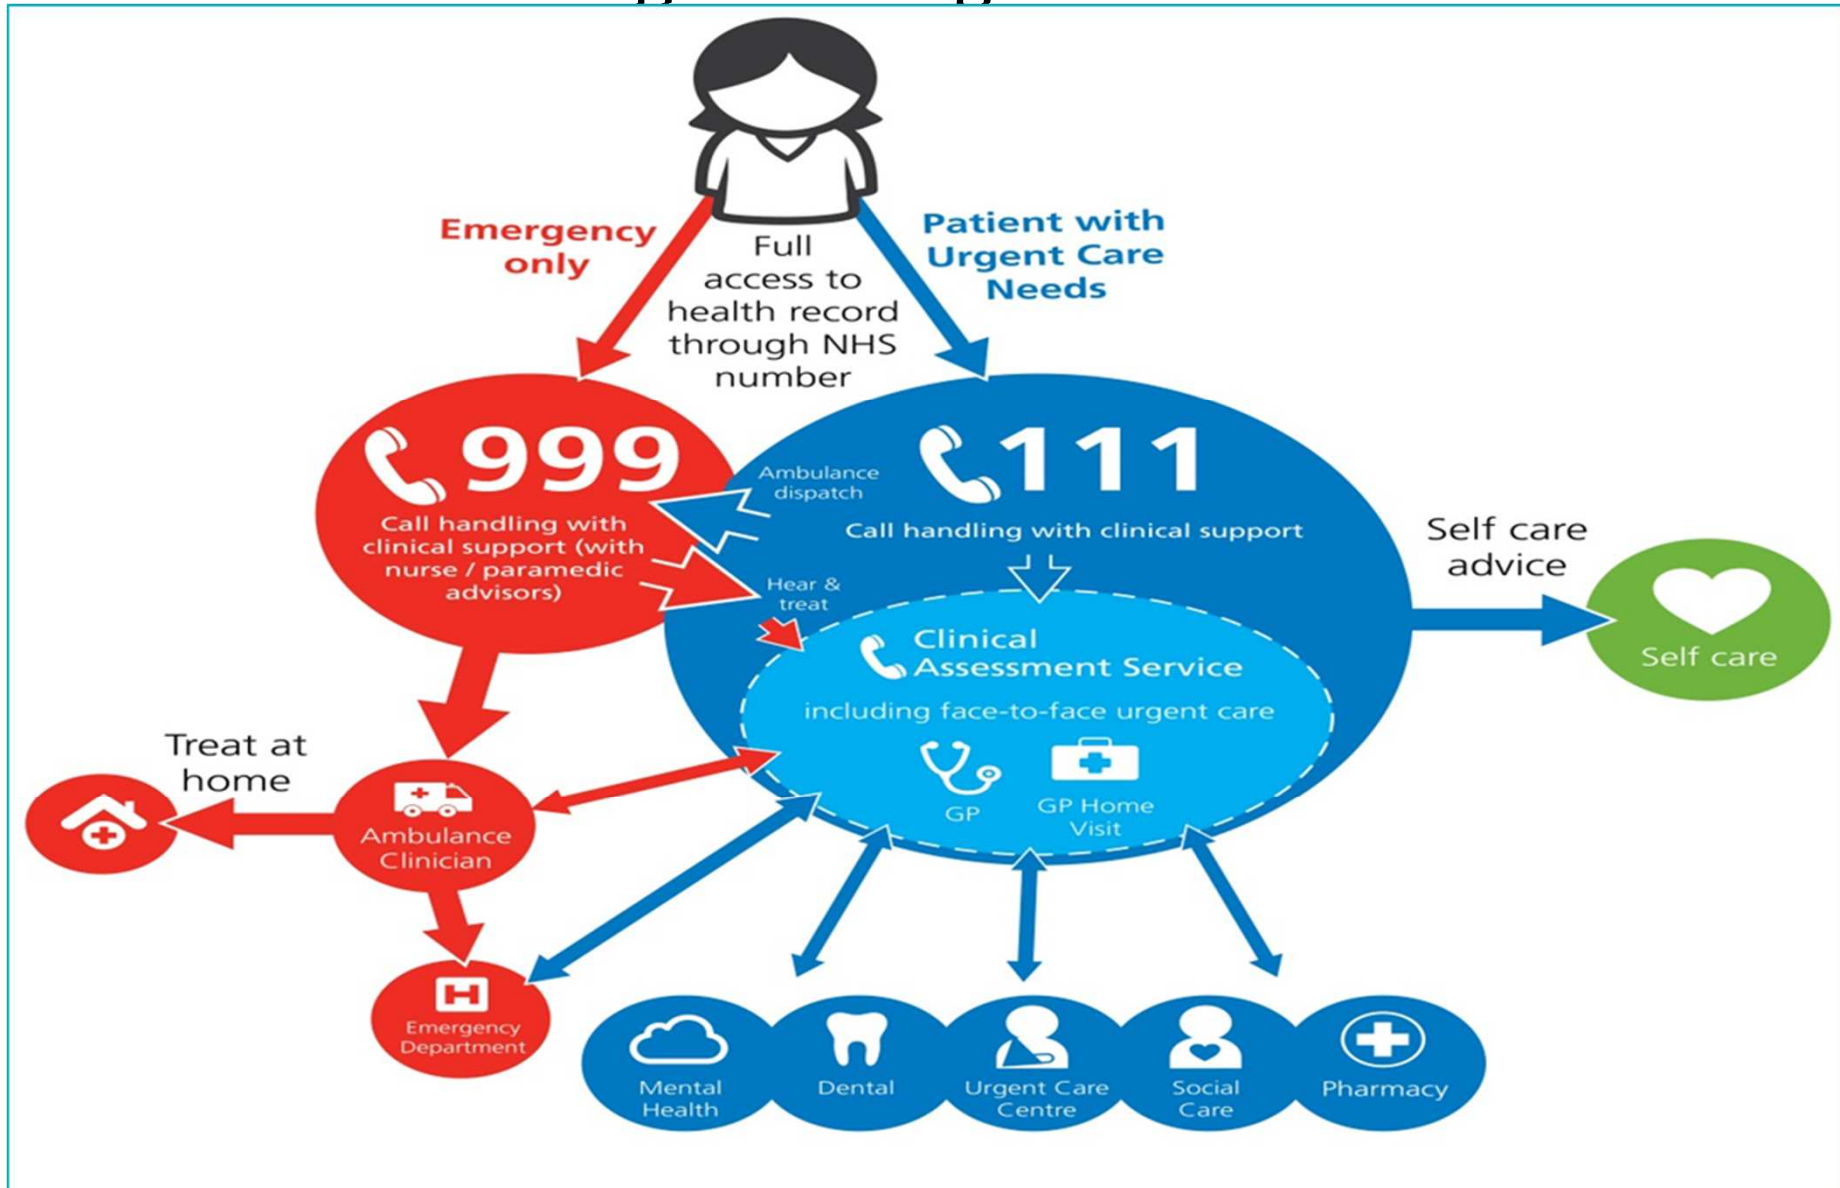 Emergency
only
Full
access to
health record
through NHS
number
Patient with
Urgent Care
Needs
999
Call handling with
clinical support (with
nurse / paramedic
advisors)
Ambulance
dispatch
Hear &
treat
111
Call handling with clinical support
Clinical
Assessment Service
including face-to-face urgent care
GP
GP Home
Visit
Self care
advice
Self care
Treat at
home
Ambulance
Clinician
H
Emergency
Department
Mental
Health
Dental
Urgent Care
Centre
Social
Care
Pharmacy